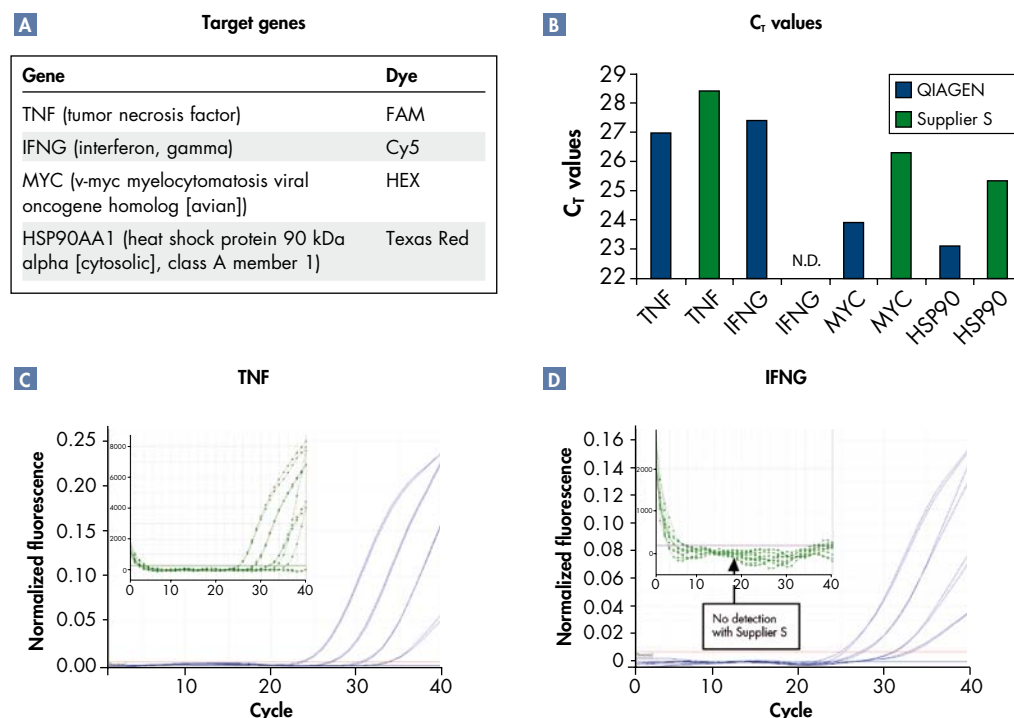 A
Target genes
Gene Dye
TNF (tumor necrosis factor) FAM
IFNG (interferon, gamma) Cy5
MYC (v-myc myelocytomatosis viral HEX
oncogene homolog [avian])
HSP90AA1 (heat shock protein 90 kDa Texas Red
alpha [cytosolic], class A member 1)
B
C_T values
C_T values
29
28
27
26
25
24
23
22
QIAGEN
Supplier S
N.D.
TNF TNF IFNG IFNG MYC MYC HSP90 HSP90
C
TNF
Normalized fluorescence
0.25
0.20
0.15
0.10
0.05
0.00
8000
6000
4000
2000
0
0 10 20 30 40
10 20 30 40
Cycle
D
IFNG
Normalized fluorescence
0.16
0.14
0.12
0.10
0.08
0.06
0.04
0.02
0
2000
1000
0
0 10 20 30 40
No detection
with Supplier S
0 10 20 30 40
Cycle